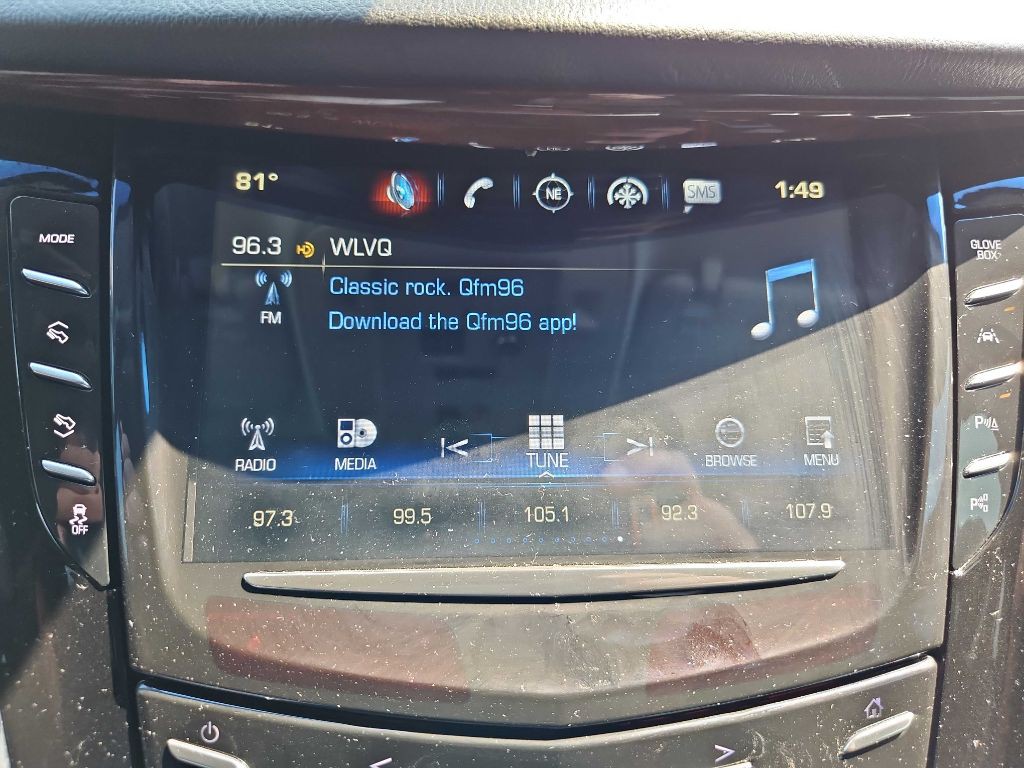 81°
NE
SMS
1:49
MODE
96.3 HD WLVQ
GLOVE
BOX
Classic rock. Qfm96
FM
Download the Qfm96 app!
RADIO
MEDIA
TUNE
BROWSE
MENU
OFF
P
P
97.3
99.5
105.1
92.3
107.9